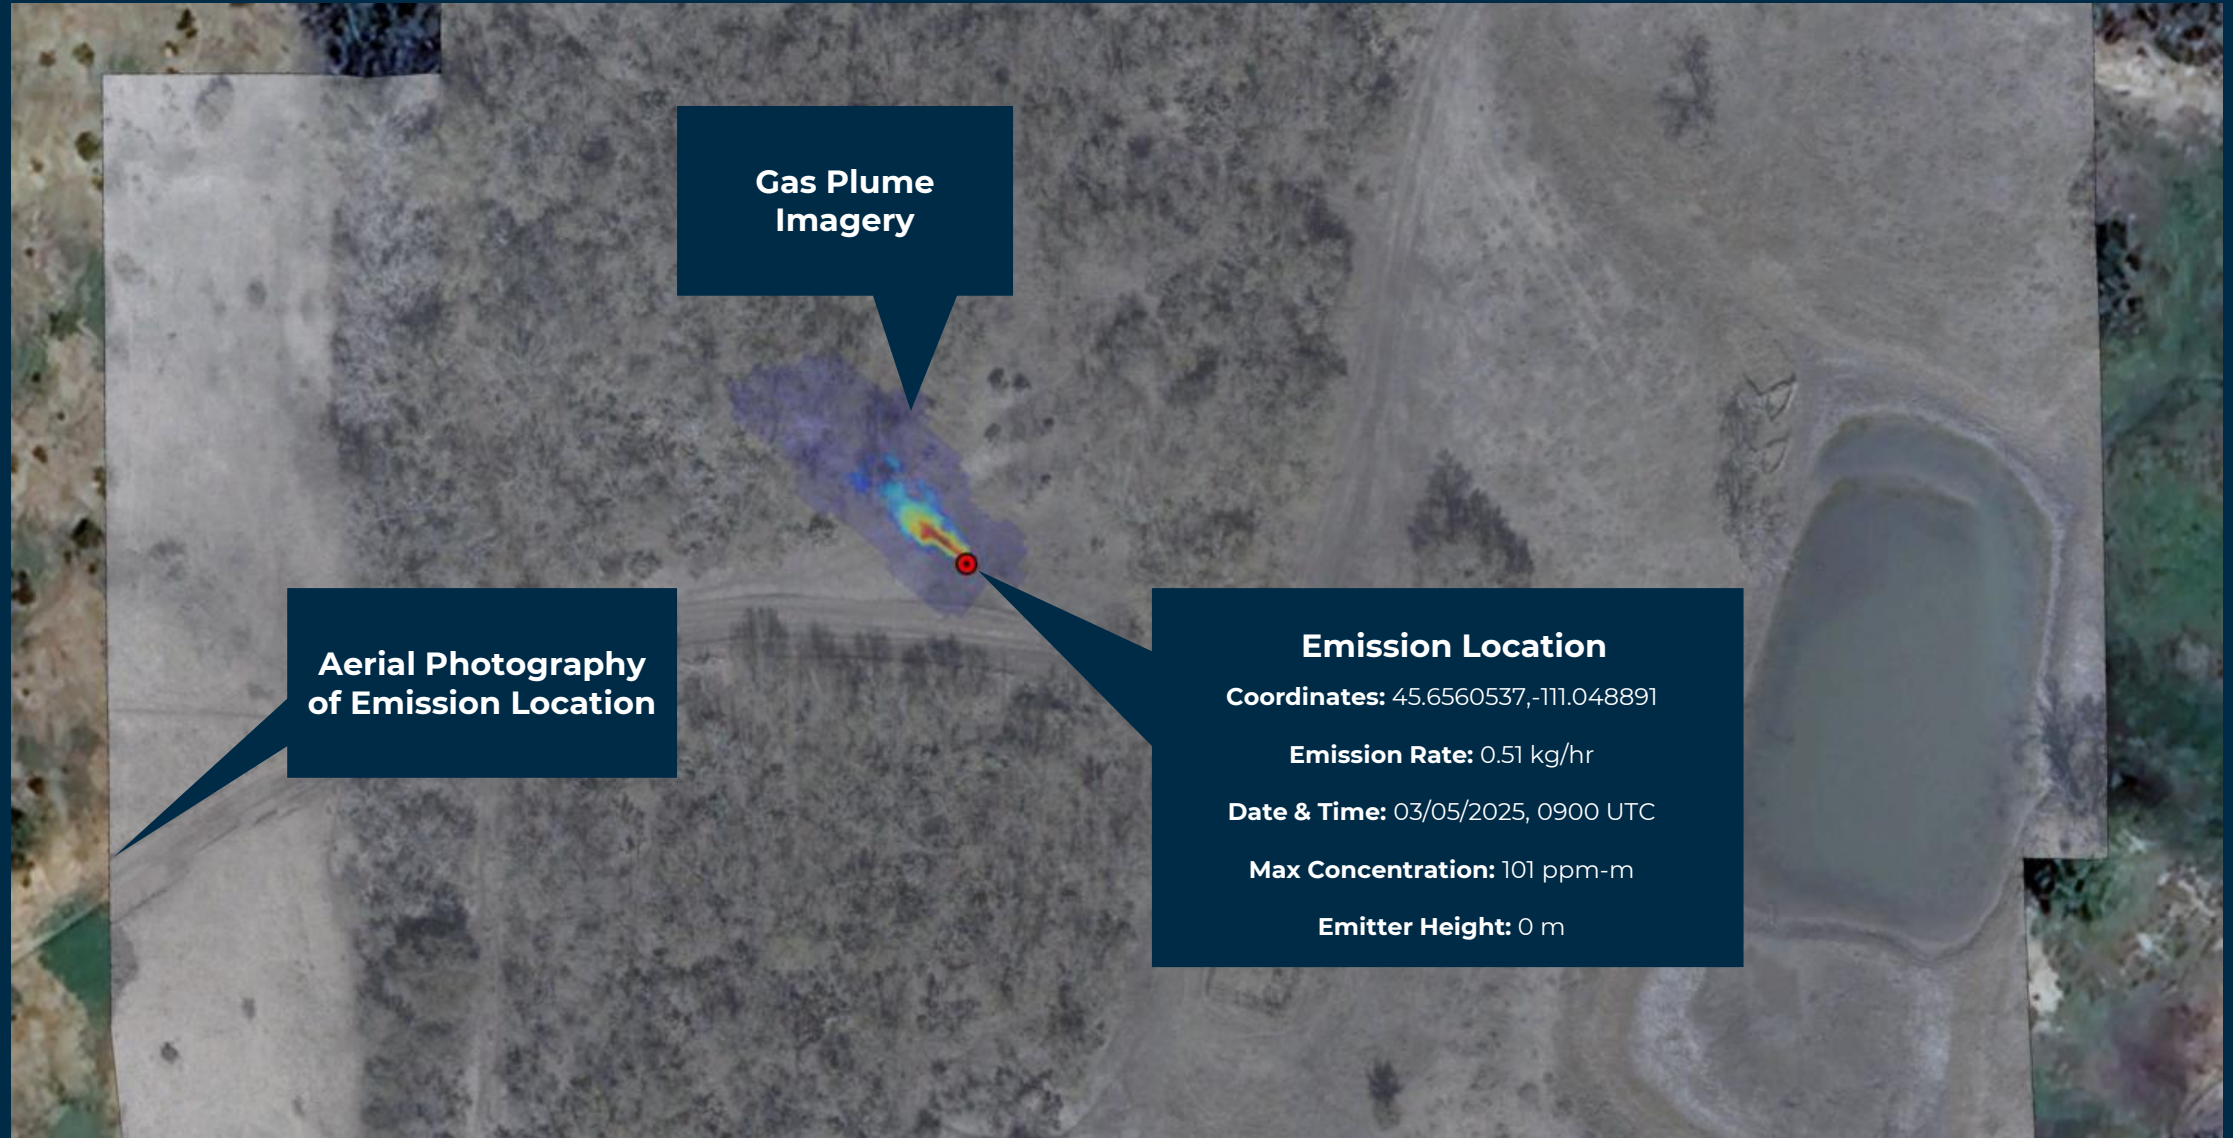 Gas Plume
Imagery
Aerial Photography
of Emission Location
Emission Location
Coordinates: 45.6560537,-111.048891
Emission Rate: 0.51 kg/hr
Date & Time: 03/05/2025, 0900 UTC
Max Concentration: 101 ppm-m
Emitter Height: 0 m